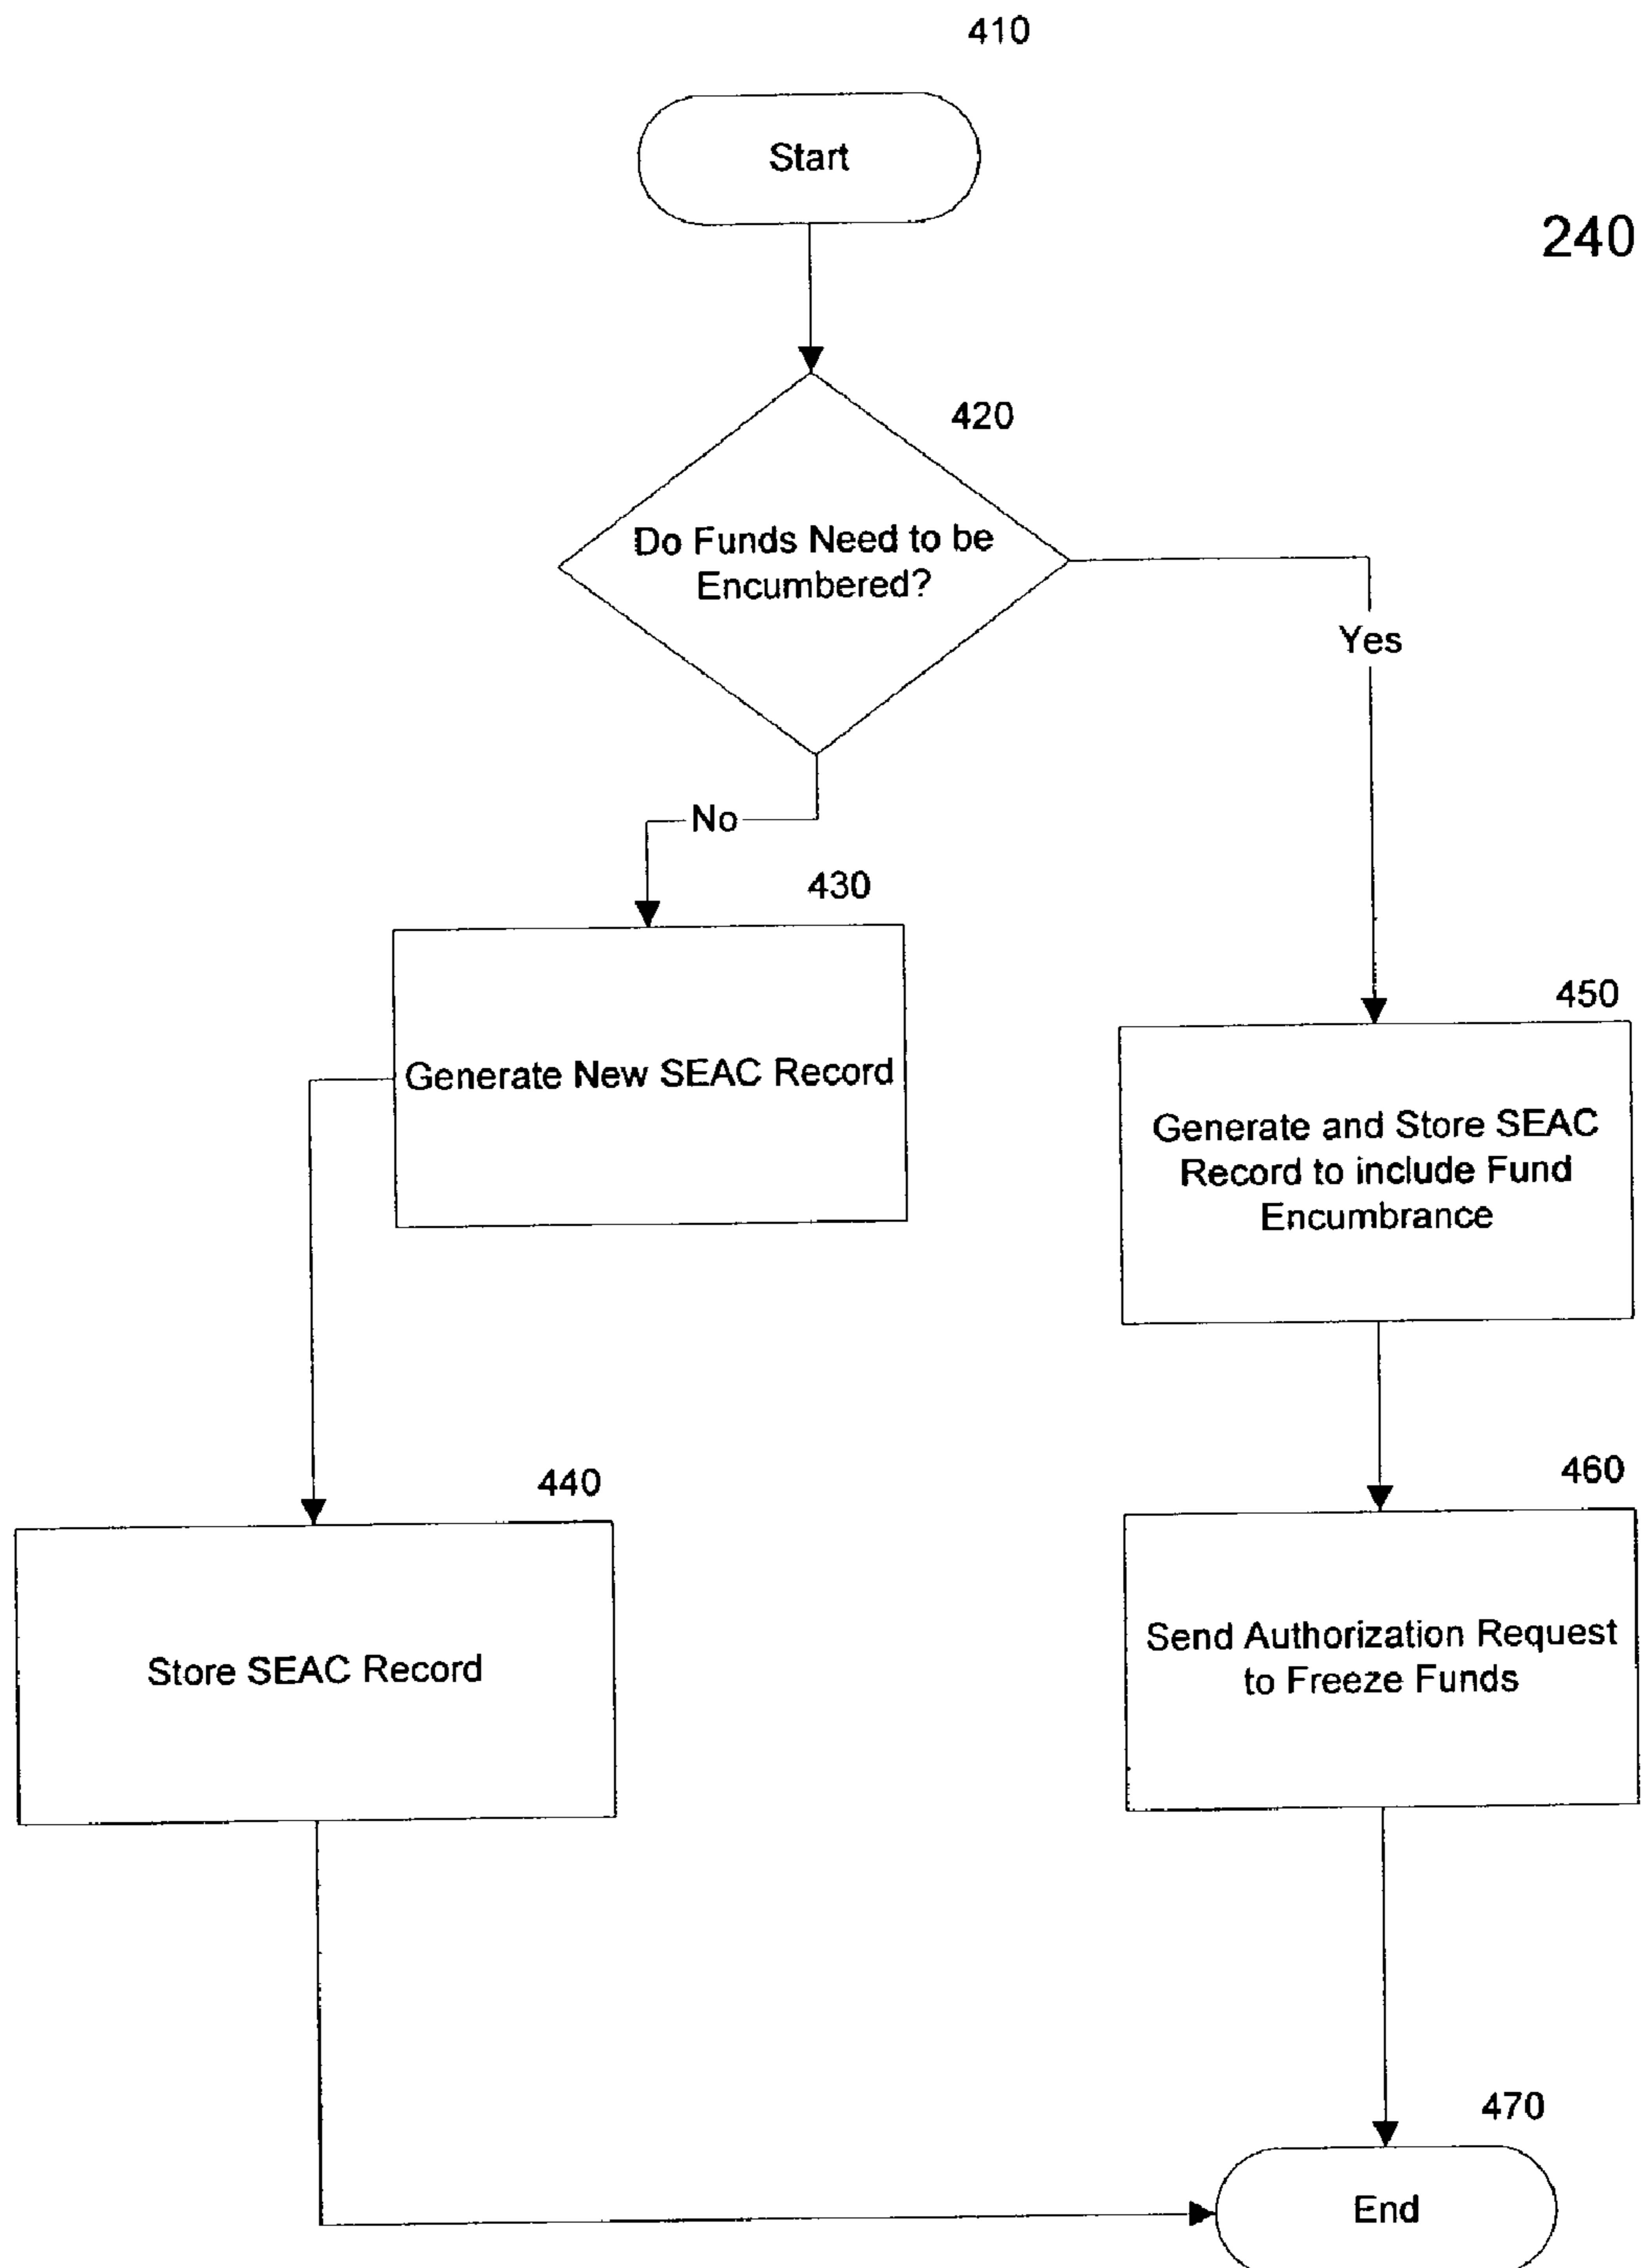 410
Start
240
420
Do Funds Need to be
Encumbered?
Yes
No
430
Generate New SEAC Record
450
Generate and Store SEAC
Record to include Fund
Encumbrance
440
Store SEAC Record
460
Send Authorization Request
to Freeze Funds
470
End